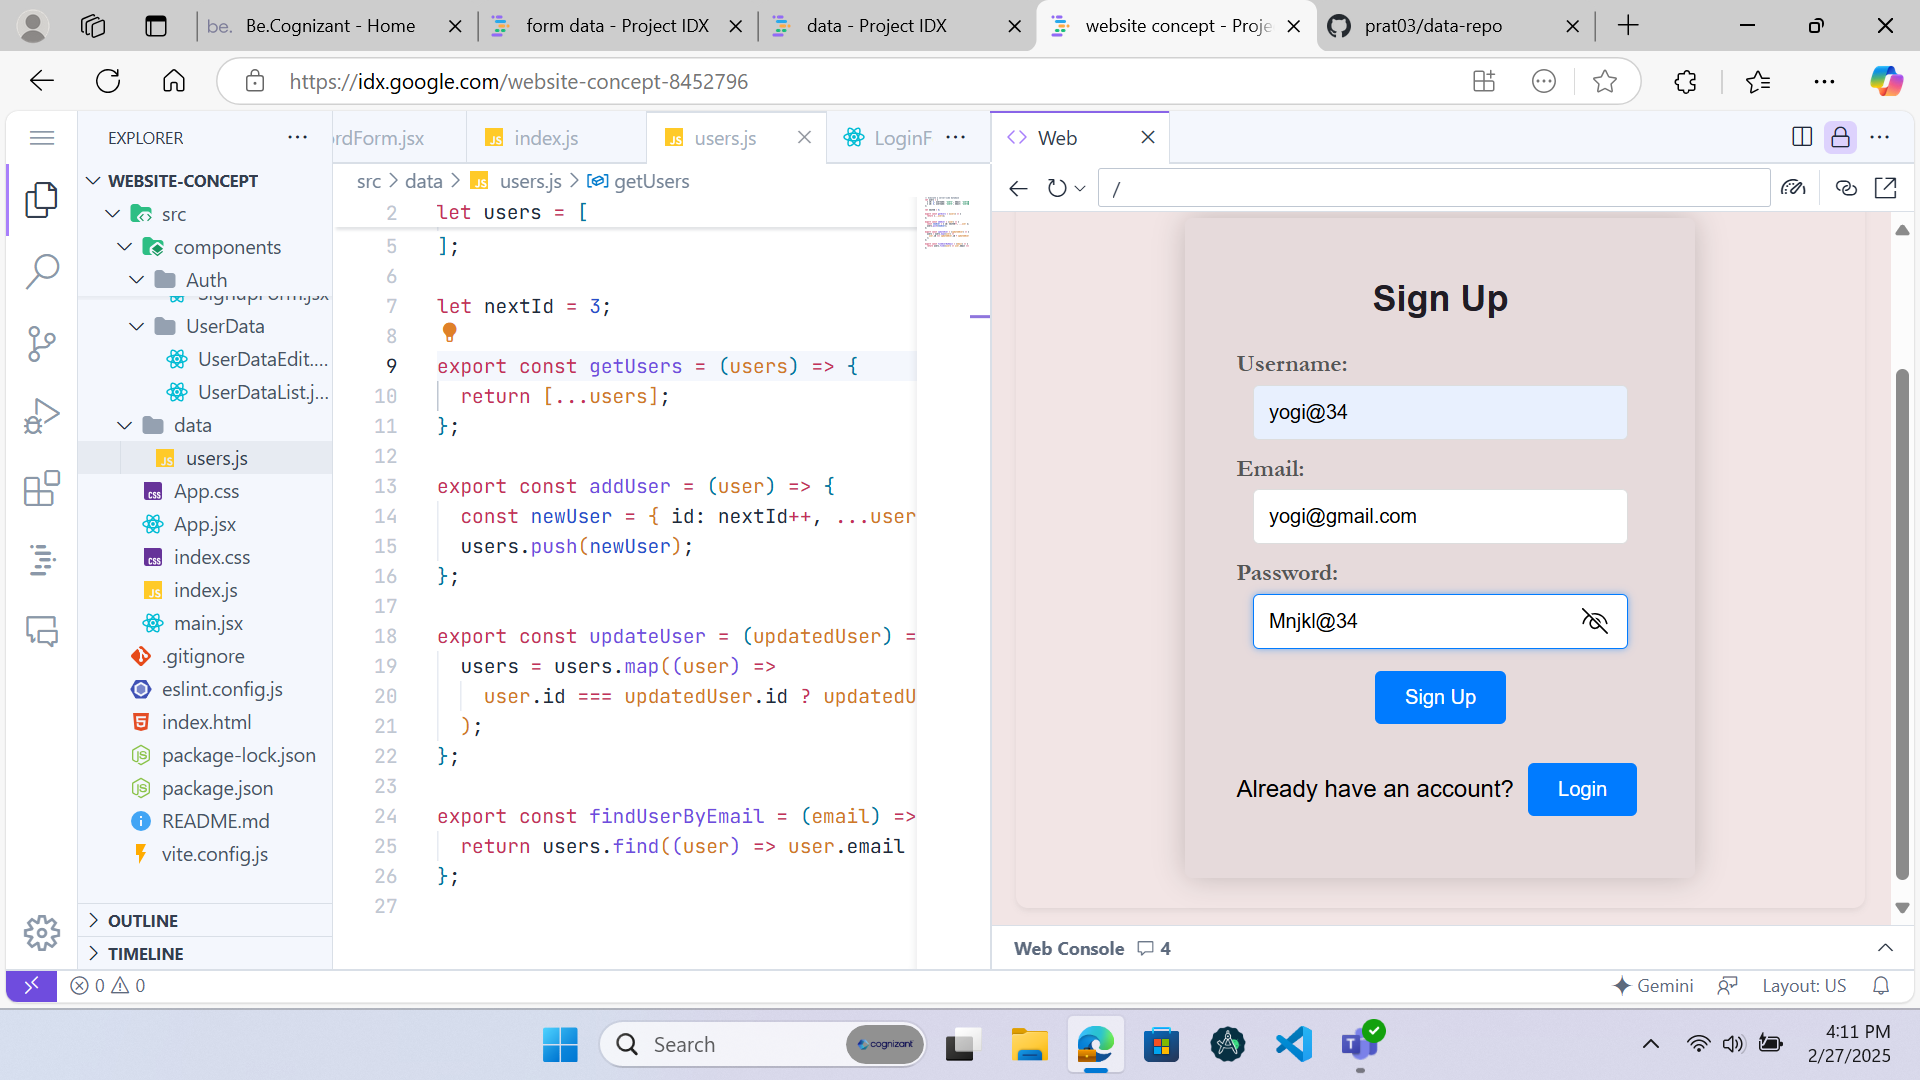 be. Be.Cognizant - Home
form data - Project IDX
data - Project IDX
website concept - Proje
prat03/data-repo
https://idx.google.com/website-concept-8452796
EXPLORER
WEBSITE-CONCEPT
src
components
Auth
SignupForm.jsx
UserData
UserDataEdit....
UserDataList.j...
data
users.js
App.css
App.jsx
index.css
index.js
main.jsx
.gitignore
eslint.config.js
index.html
package-lock.json
package.json
README.md
vite.config.js
OUTLINE
TIMELINE
rdForm.jsx
index.js
users.js
LoginF
src > data > users.js > getUsers
2 let users = [
5 ];
6
7 let nextId = 3;
8
9 export const getUsers = (users) => {
10 return [...users];
11 };
12
13 export const addUser = (user) => {
14 const newUser = { id: nextId++, ...user
15 users.push(newUser);
16 };
17
18 export const updateUser = (updatedUser) =
19 users = users.map((user) =>
20 user.id === updatedUser.id ? updatedU
21 );
22 };
23
24 export const findUserByEmail = (email) =>
25 return users.find((user) => user.email
26 };
27
Web
/
Sign Up
Username:
yogi@34
Email:
yogi@gmail.com
Password:
Mnjkl@34
Sign Up
Already have an account? Login
Web Console 4
0 0
Gemini
Layout: US
Search
cognizant
4:11 PM
2/27/2025